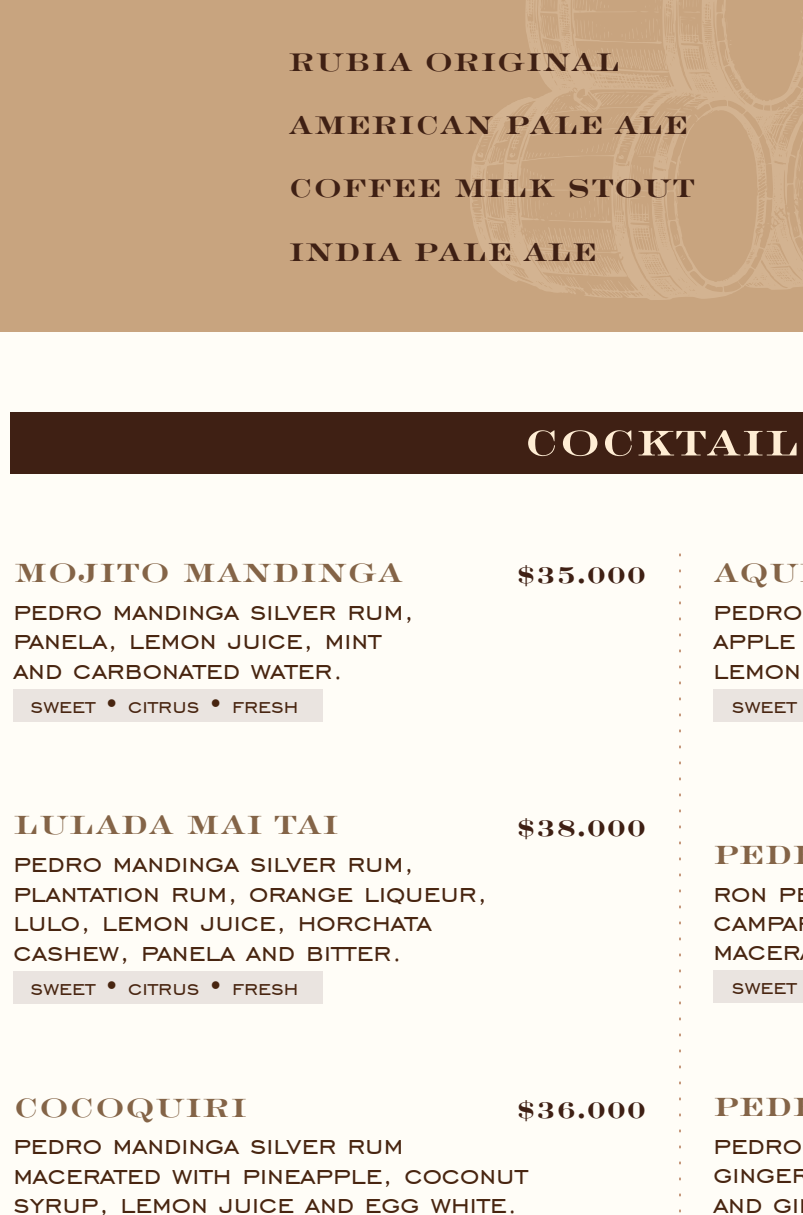 RUBIA ORIGINAL
AMERICAN PALE ALE
COFFEE MILK STOUT
INDIA PALE ALE
COCKTAIL
MOJITO MANDINGA $35.000
PEDRO MANDINGA SILVER RUM,
PANELA, LEMON JUICE, MINT
AND CARBONATED WATER.
SWEET • CITRUS • FRESH
LULADA MAI TAI $38.000
PEDRO MANDINGA SILVER RUM,
PLANTATION RUM, ORANGE LIQUEUR,
LULO, LEMON JUICE, HORCHATA
CASHEW, PANELA AND BITTER.
SWEET • CITRUS • FRESH
COCOQUIRI $36.000
PEDRO MANDINGA SILVER RUM
MACERATED WITH PINEAPPLE, COCONUT
SYRUP, LEMON JUICE AND EGG WHITE.
PEDRO
APPLE
LEMON
SWEET
RON
SWEET
PEDRO
GINGER
AND